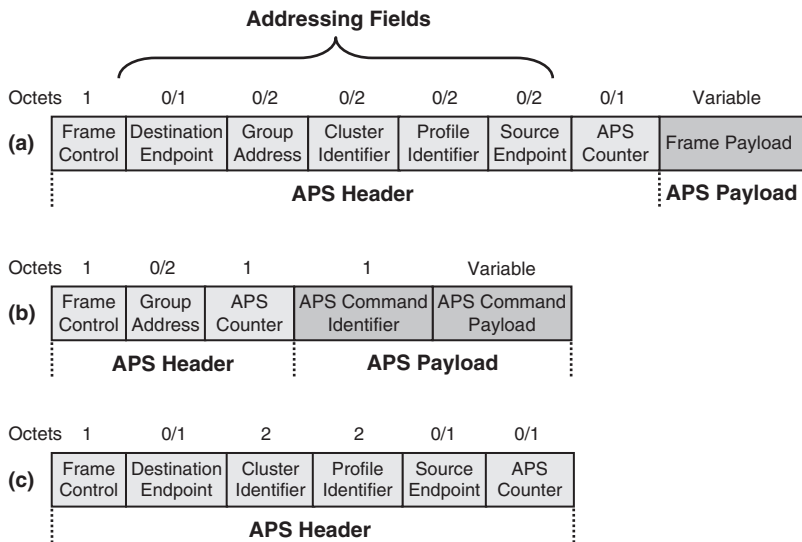 Addressing Fields
Octets 1 0/1 0/2 0/2 0/2 0/2 0/1 Variable
(a) Frame Control Destination Endpoint Group Address Cluster Identifier Profile Identifier Source Endpoint APS Counter Frame Payload
APS Header APS Payload
Octets 1 0/2 1 1 Variable
(b) Frame Control Group Address APS Counter APS Command Identifier APS Command Payload
APS Header APS Payload
Octets 1 0/1 2 2 0/1 0/1
(c) Frame Control Destination Endpoint Cluster Identifier Profile Identifier Source Endpoint APS Counter
APS Header